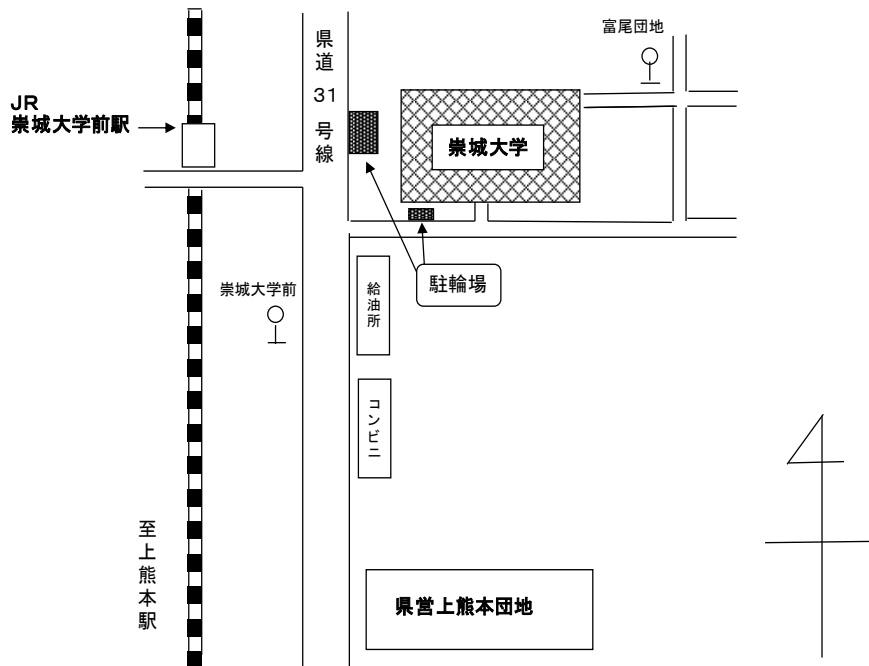 富尾団地
県道31号線
JR
崇城大学前駅
崇城大学
崇城大学前
駐輪場
給油所
コンビニ
至上熊本駅
県営上熊本団地